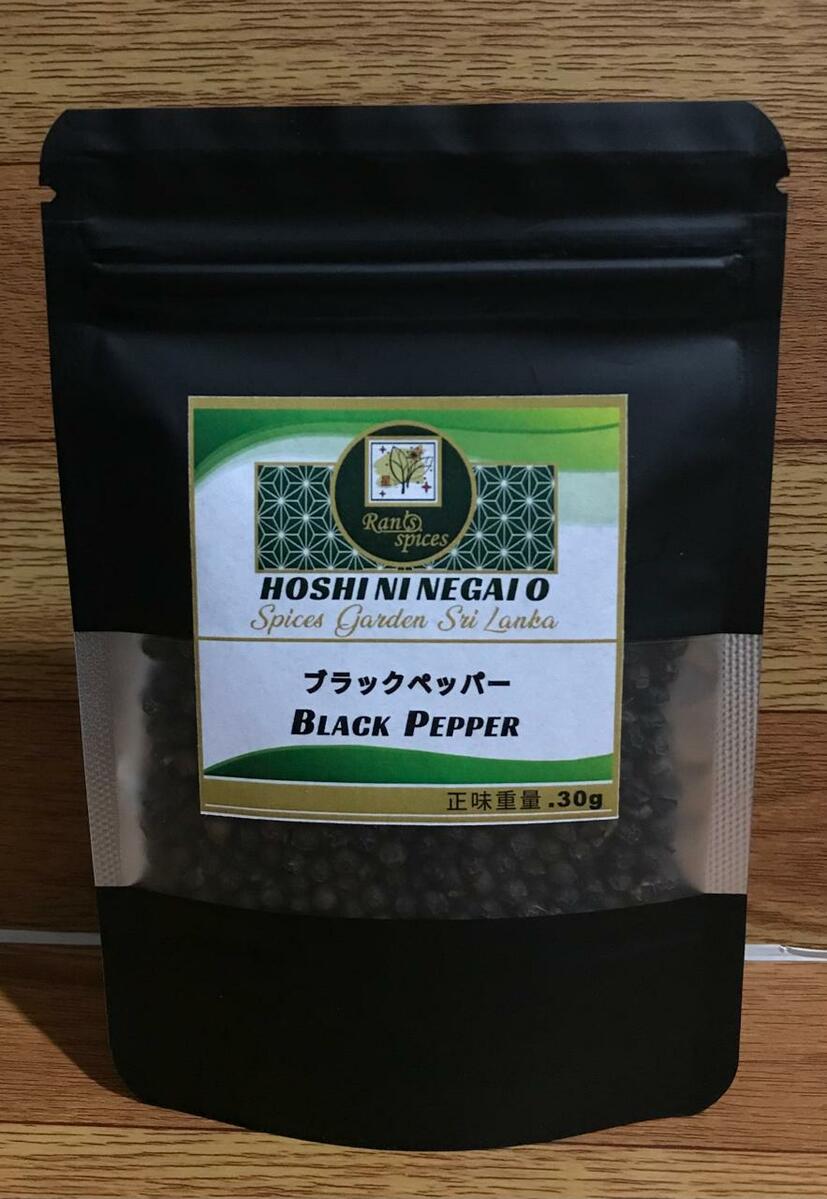 Ran's
spices
HOSHI NI NEGAI O
Spices Garden Sri Lanka
ブラックペッパー
BLACK PEPPER
正味重量.30g